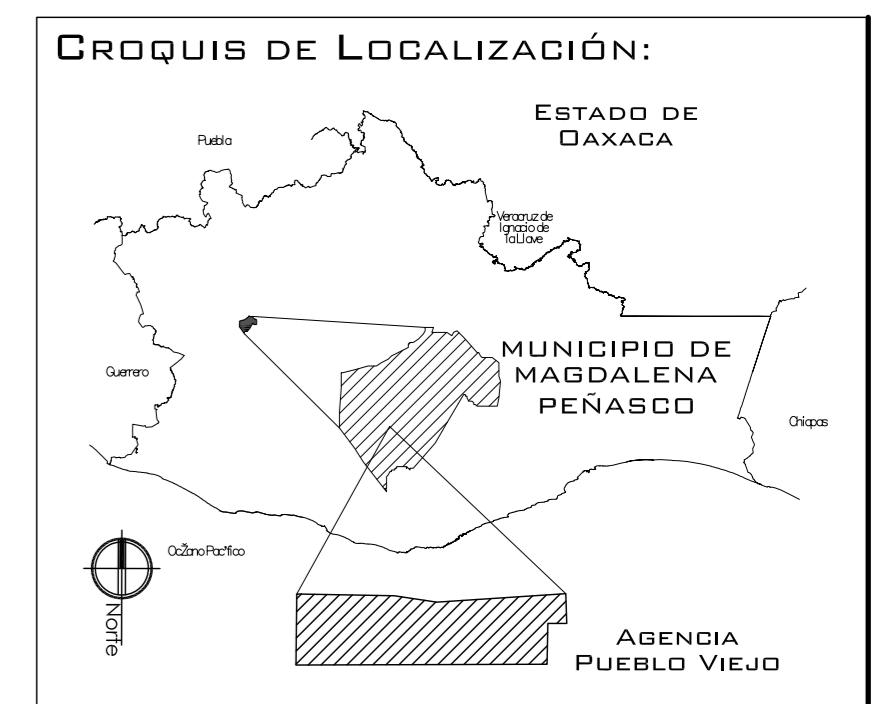 CROQUIS DE LOCALIZACIÓN:
ESTADO DE
OAXACA
Puebla
Veracruz de
Ignacio de
la Llave
MUNICIPIO DE
MAGDALENA
PEÑASCO
Guerrero
Chiapas
OcŽano Pac"fico
Norte
AGENCIA
PUEBLO VIEJO